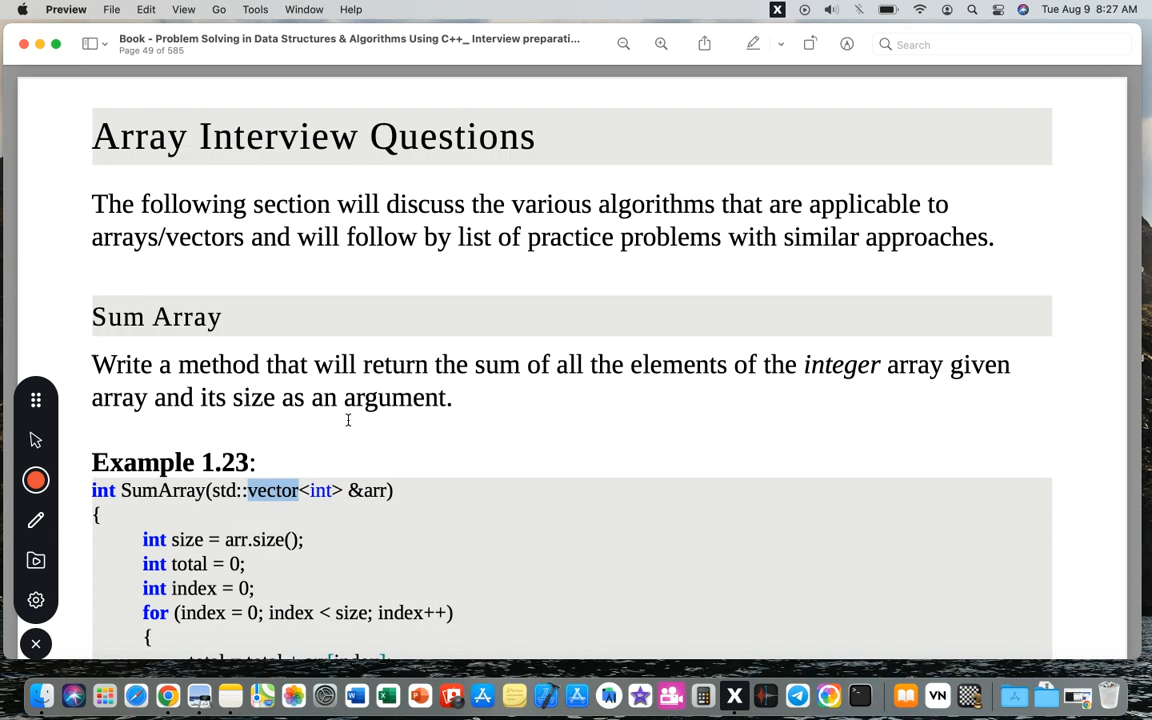 Preview File Edit View Go Tools Window Help X Tue Aug 9 8:27 AM
Book - Problem Solving in Data Structures & Algorithms Using C++_ Interview preparati...
Page 49 of 585
Search
Array Interview Questions
The following section will discuss the various algorithms that are applicable to
arrays/vectors and will follow by list of practice problems with similar approaches.
Sum Array
Write a method that will return the sum of all the elements of the integer array given
array and its size as an argument.
Example 1.23:
int SumArray(std::vector<int> &arr)
{
int size = arr.size();
int total = 0;
int index = 0;
for (index = 0; index < size; index++)
{
VN